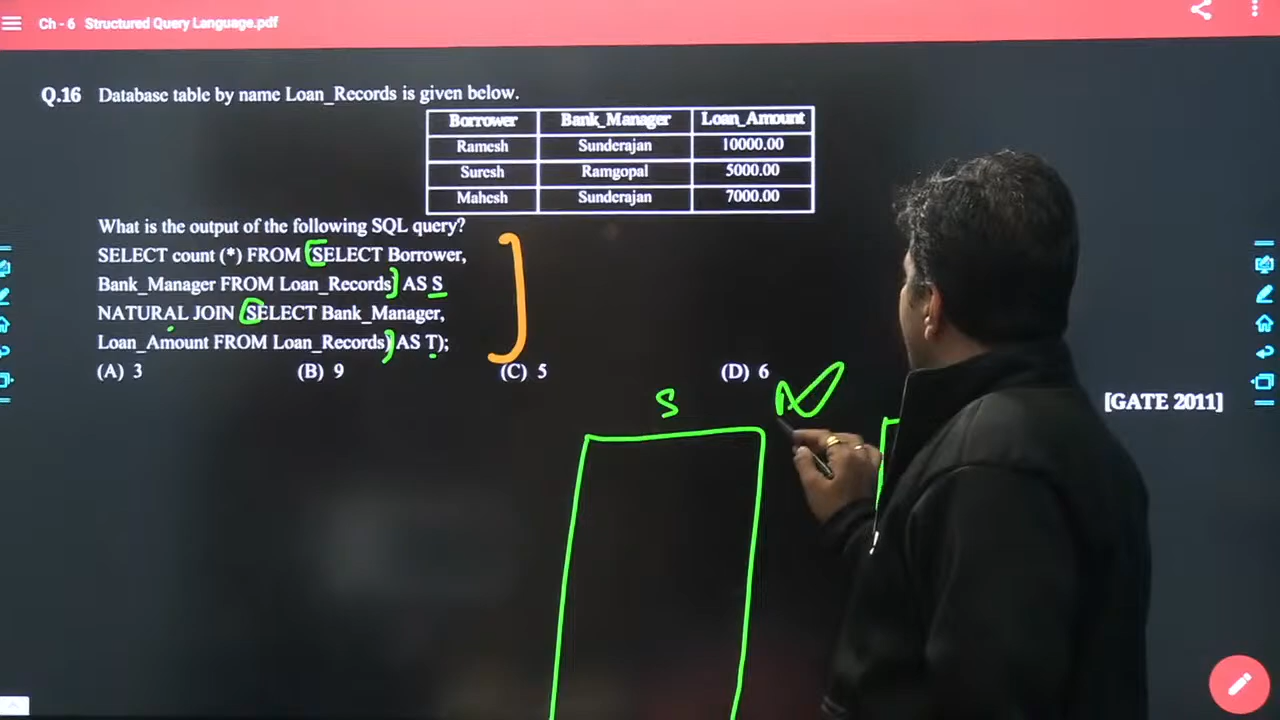 Ch - 6 Structured Query Language.pdf
Q.16 Database table by name Loan_Records is given below.
Borrower Bank_Manager Loan_Amount
Ramesh Sunderajan 10000.00
Suresh Ramgopal 5000.00
Mahesh Sunderajan 7000.00
What is the output of the following SQL query?
SELECT count (*) FROM (SELECT Borrower,
Bank_Manager FROM Loan_Records) AS S
NATURAL JOIN (SELECT Bank_Manager,
Loan_Amount FROM Loan_Records) AS T);
(A) 3 (B) 9 (C) 5 (D) 6
[GATE 2011]
S